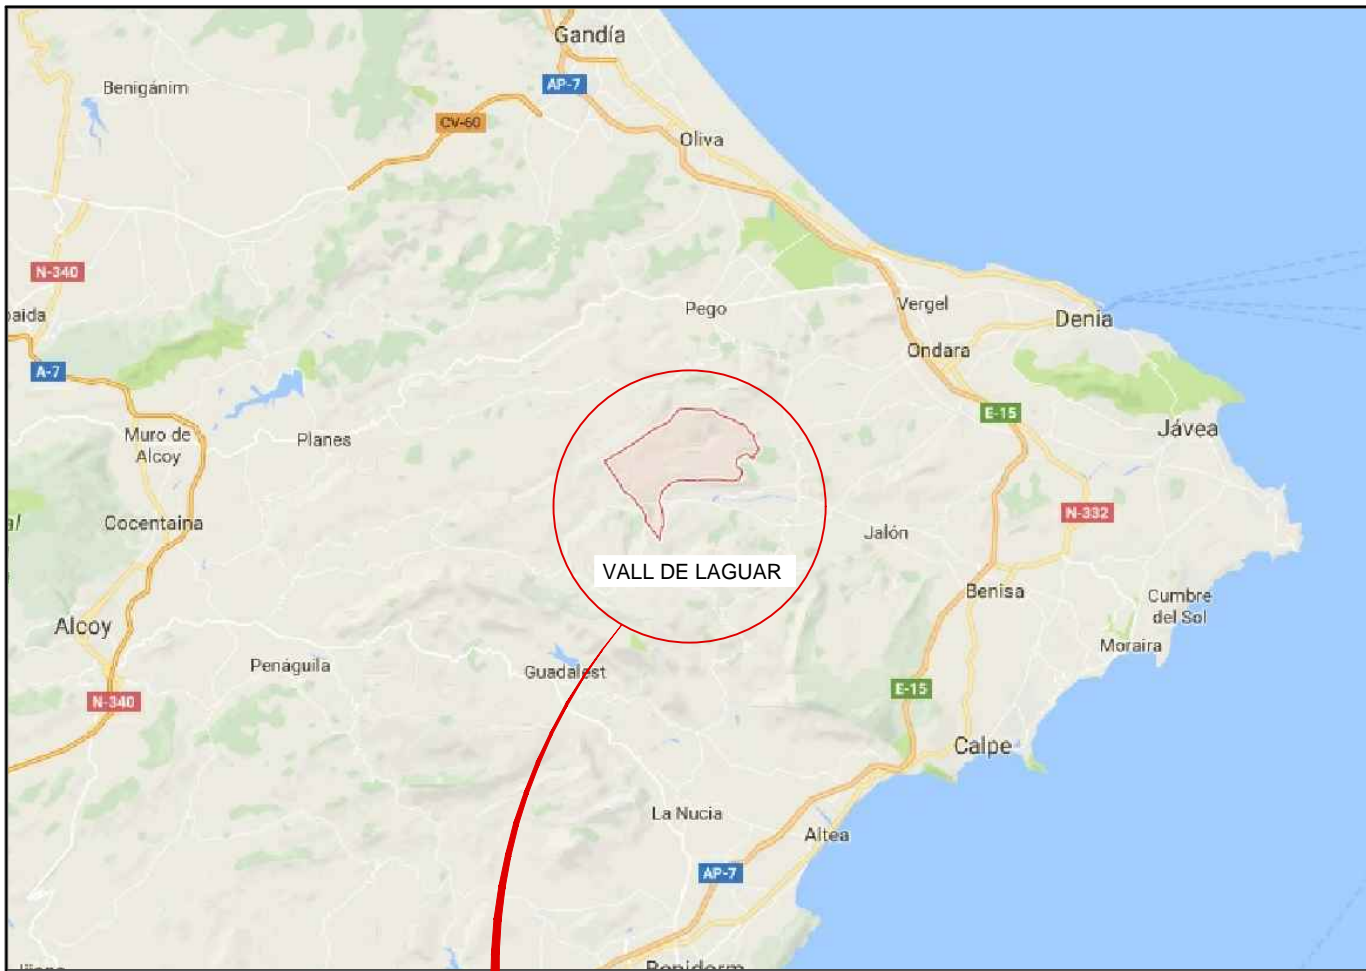 Gandía
AP-7
Benigánim
CV-60
Oliva
N-340
Pego
Vergel
Denia
aida
Ondara
A-7
E-15
Jávea
Muro de
Alcoy
Planes
Cocentaina
N-332
Jalón
VALL DE LAGUAR
Benisa
Cumbre
del Sol
Alcoy
Moraira
Penáguila
Guadalest
E-15
N-340
Calpe
La Nucia
Altea
AP-7
Benidorm